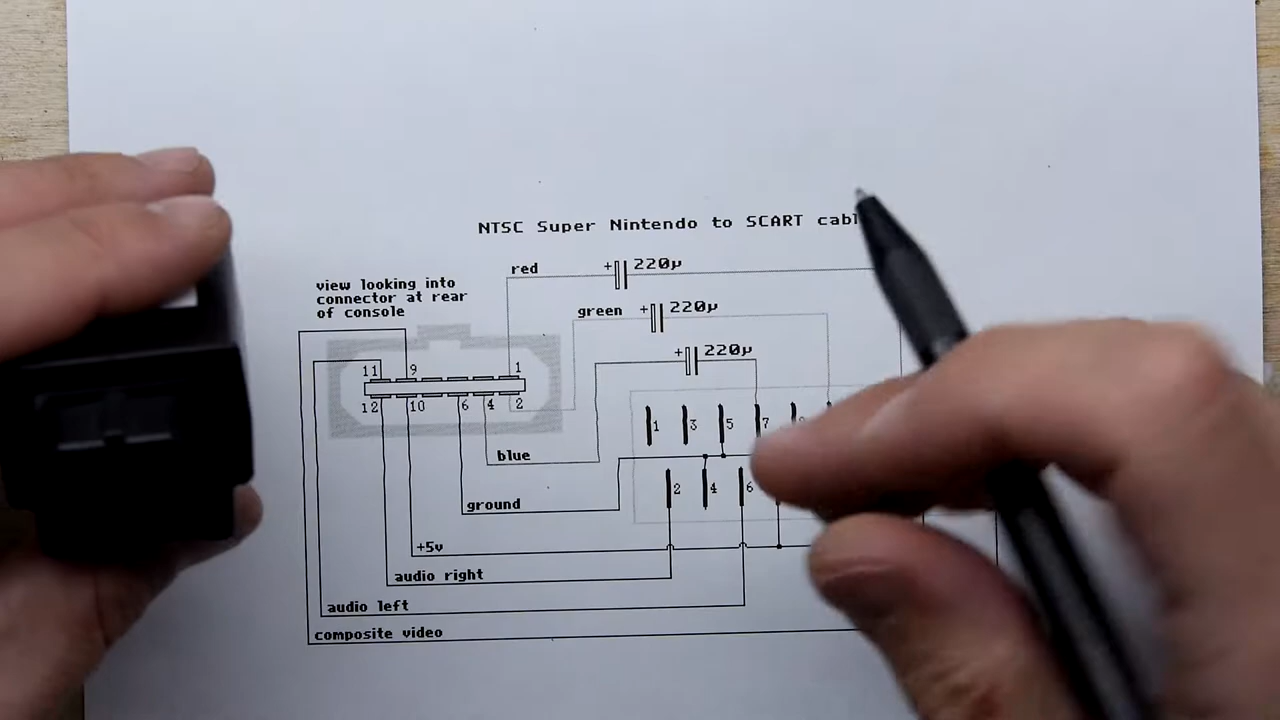 NTSC Super Nintendo to SCART
red
+ 220µ
view looking into
connector at rear
of console
green
+ 220µ
+ 220µ
11 9 1
12 10 6 4 2
1 3 5 7
blue
2 4 6
ground
+5v
audio right
audio left
composite video